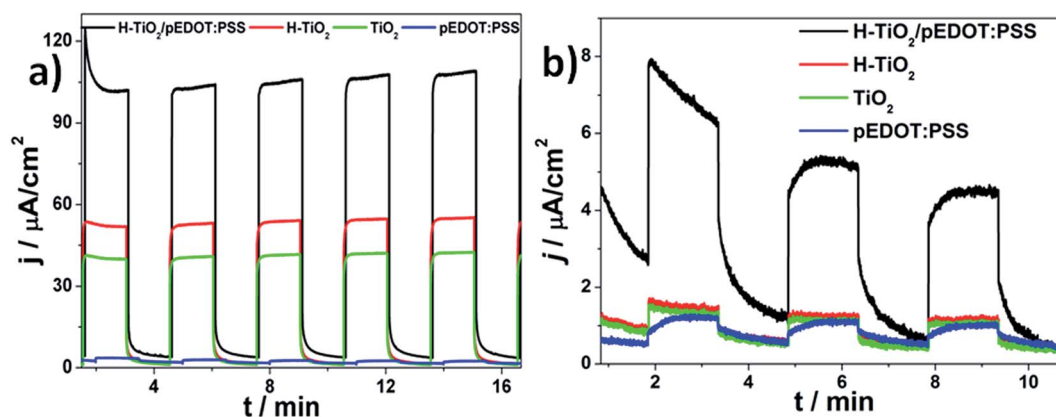 a)
H-TiO₂/pEDOT:PSS H-TiO₂ TiO₂ pEDOT:PSS
120
90
60
30
0
j / μA/cm²
4 8 12 16
t / min
b)
H-TiO₂/pEDOT:PSS
H-TiO₂
TiO₂
pEDOT:PSS
8
6
4
2
0
j / μA/cm²
2 4 6 8 10
t / min